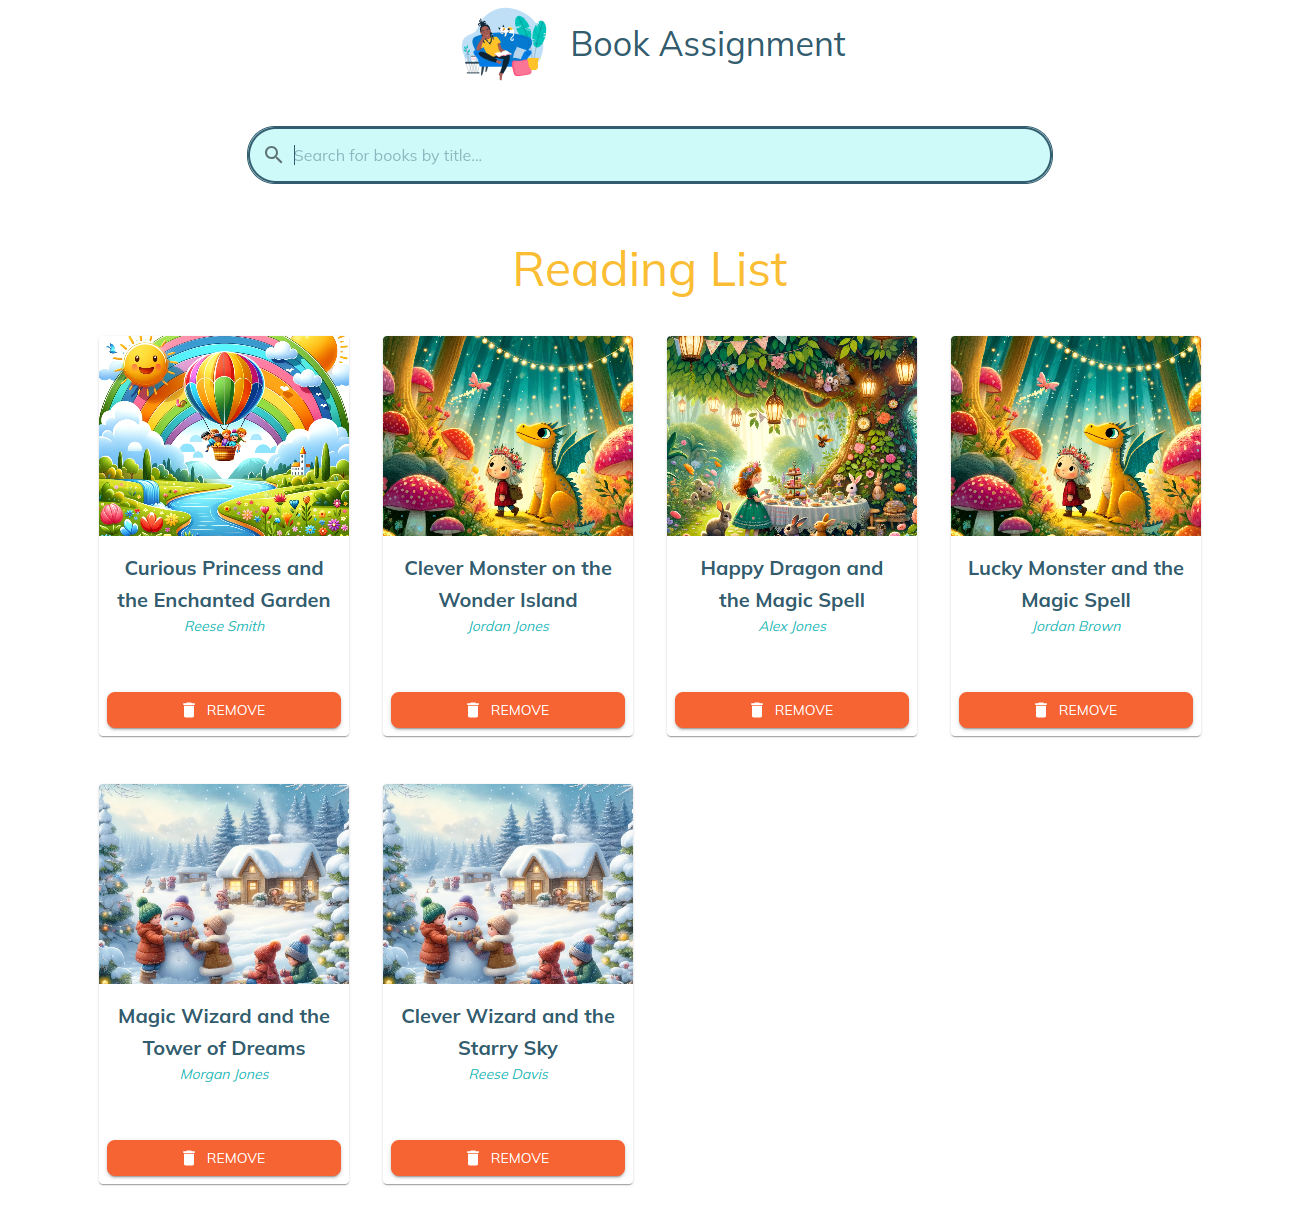 Book Assignment
Search for books by title...
Reading List
Curious Princess and
the Enchanted Garden
Reese Smith
REMOVE
Clever Monster on the
Wonder Island
Jordan Jones
REMOVE
Happy Dragon and
the Magic Spell
Alex Jones
REMOVE
Lucky Monster and the
Magic Spell
Jordan Brown
REMOVE
Magic Wizard and the
Tower of Dreams
Morgan Jones
REMOVE
Clever Wizard and the
Starry Sky
Reese Davis
REMOVE